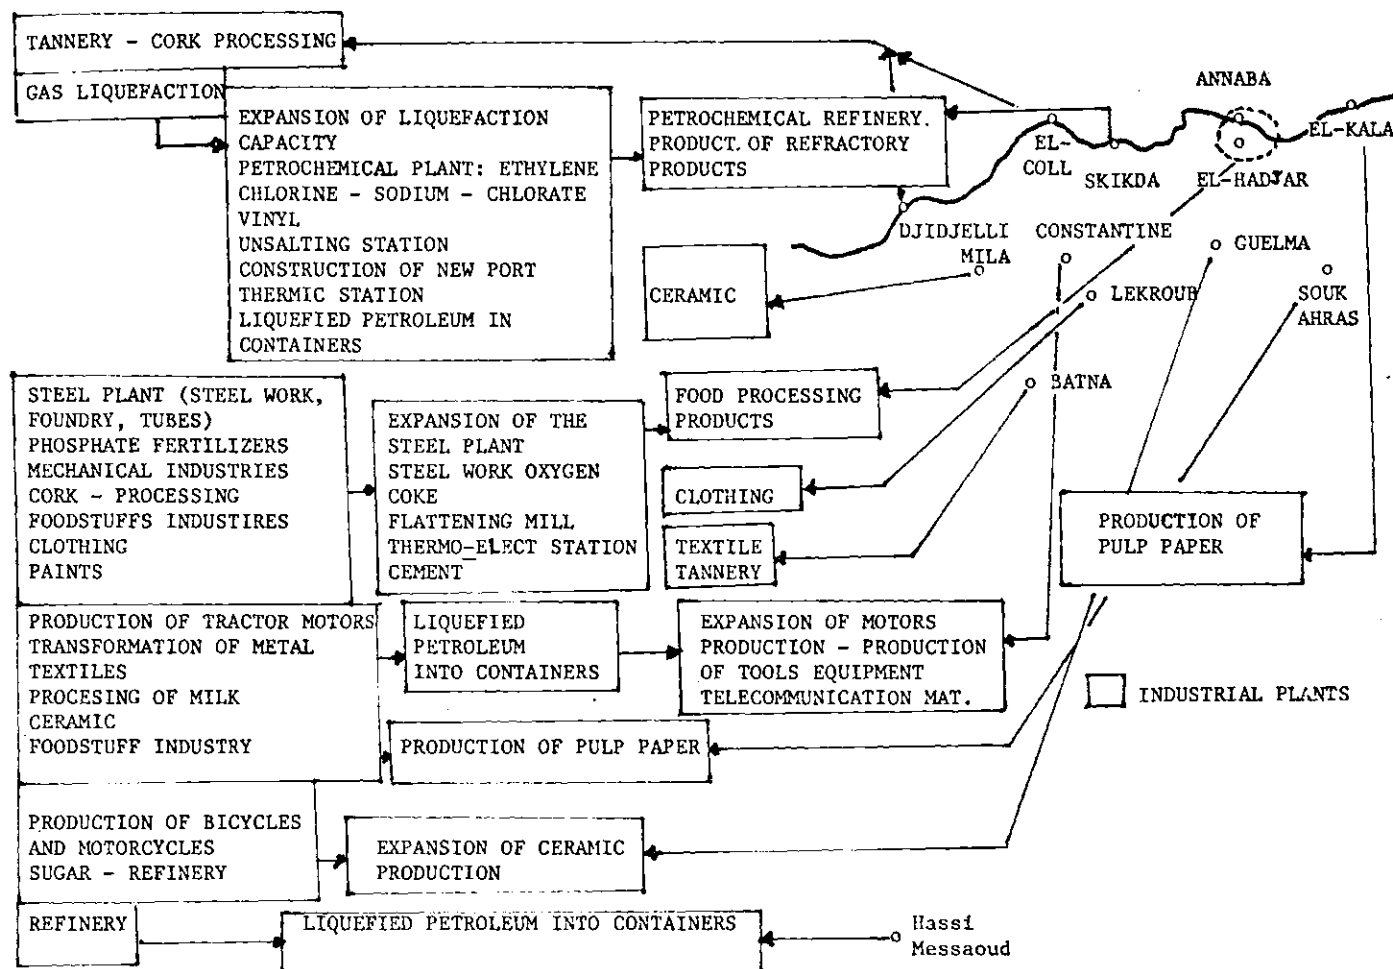 TANNERY - CORK PROCESSING
GAS LIQUEFACTION
EXPANSION OF LIQUEFACTION
CAPACITY
PETROCHEMICAL PLANT: ETHYLENE
CHLORINE - SODIUM - CHLORATE
VINYL
UNSALTING STATION
CONSTRUCTION OF NEW PORT
THERMIC STATION
LIQUEFIED PETROLEUM IN
CONTAINERS
PETROCHEMICAL REFINERY.
PRODUCT. OF REFRACTORY
PRODUCTS
CERAMIC
ANNABA
EL-KALA
EL-
COLL
SKIKDA
EL-HADJAR
DJIDJELLI
MILA
CONSTANTINE
GUELMA
LEKROUB
SOUK
AHRAS
BATNA
STEEL PLANT (STEEL WORK,
FOUNDRY, TUBES)
PHOSPHATE FERTILIZERS
MECHANICAL INDUSTRIES
CORK - PROCESSING
FOODSTUFFS INDUSTIRES
CLOTHING
PAINTS
EXPANSION OF THE
STEEL PLANT
STEEL WORK OXYGEN
COKE
FLATTENING MILL
THERMO-ELECT STATION
CEMENT
FOOD PROCESSING
PRODUCTS
CLOTHING
TEXTILE
TANNERY
PRODUCTION OF
PULP PAPER
PRODUCTION OF TRACTOR MOTORS
TRANSFORMATION OF METAL
TEXTILES
PROCESING OF MILK
CERAMIC
FOODSTUFF INDUSTRY
LIQUEFIED
PETROLEUM
INTO CONTAINERS
EXPANSION OF MOTORS
PRODUCTION - PRODUCTION
OF TOOLS EQUIPMENT
TELECOMMUNICATION MAT.
INDUSTRIAL PLANTS
PRODUCTION OF PULP PAPER
PRODUCTION OF BICYCLES
AND MOTORCYCLES
SUGAR - REFINERY
EXPANSION OF CERAMIC
PRODUCTION
REFINERY
LIQUEFIED PETROLEUM INTO CONTAINERS
Hassi
Messaoud